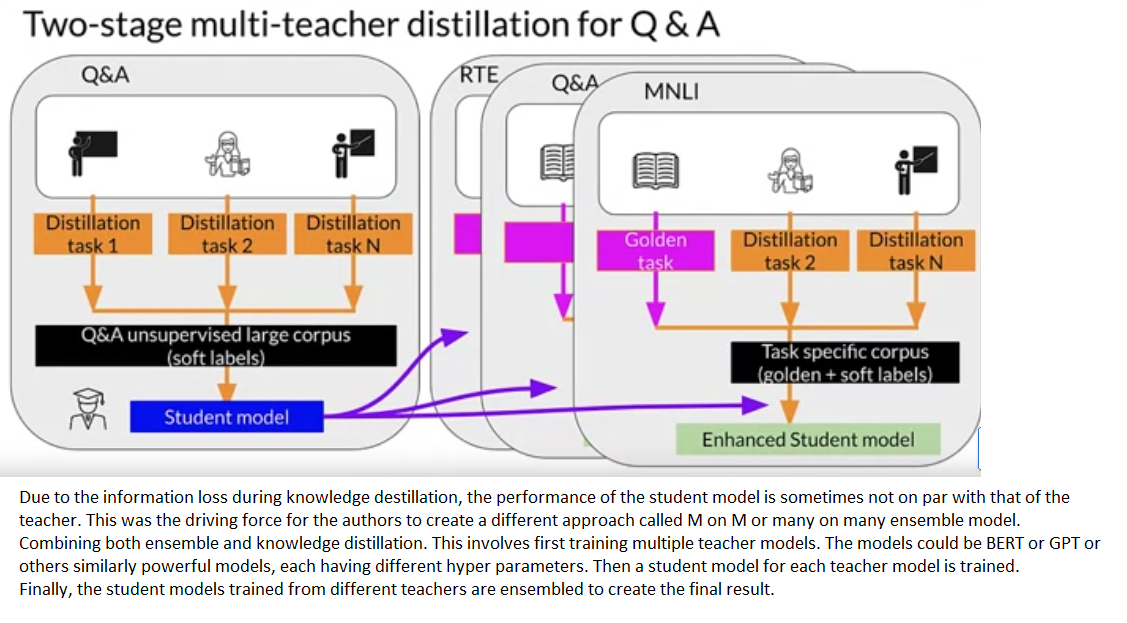 Two-stage multi-teacher distillation for Q & A
Q&A
Distillation
task 1
Distillation
task 2
Distillation
task N
Q&A unsupervised large corpus
(soft labels)
Student model
RTE
Q&A
MNLI
Golden
task
Distillation
task 2
Distillation
task N
Task specific corpus
(golden + soft labels)
Enhanced Student model
Due to the information loss during knowledge destillation, the performance of the student model is sometimes not on par with that of the
teacher. This was the driving force for the authors to create a different approach called M on M or many on many ensemble model.
Combining both ensemble and knowledge distillation. This involves first training multiple teacher models. The models could be BERT or GPT or
others similarly powerful models, each having different hyper parameters. Then a student model for each teacher model is trained.
Finally, the student models trained from different teachers are ensembled to create the final result.